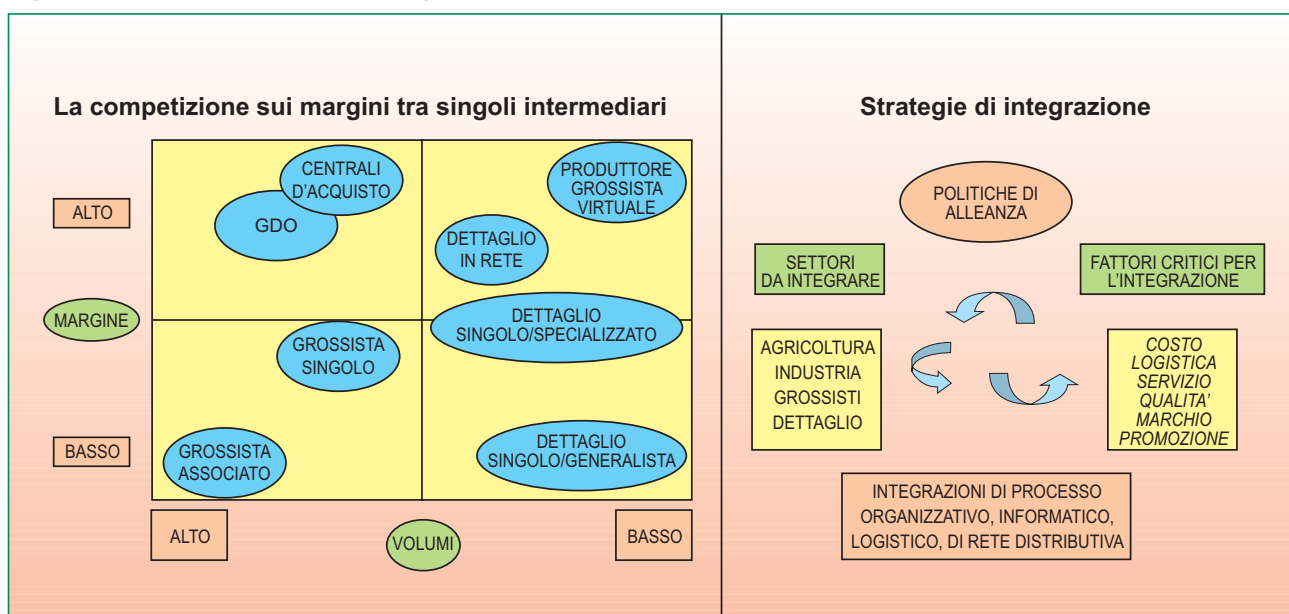 La competizione sui margini tra singoli intermediari
ALTO
MARGINE
BASSO
CENTRALI
D'ACQUISTO
GDO
PRODUTTORE
GROSSISTA
VIRTUALE
DETTAGLIO
IN RETE
DETTAGLIO
SINGOLO/SPECIALIZZATO
GROSSISTA
SINGOLO
GROSSISTA
ASSOCIATO
DETTAGLIO
SINGOLO/GENERALISTA
ALTO
VOLUMI
BASSO
Strategie di integrazione
POLITICHE DI
ALLEANZA
SETTORI
DA INTEGRARE
FATTORI CRITICI PER
L'INTEGRAZIONE
AGRICOLTURA
INDUSTRIA
GROSSISTI
DETTAGLIO
COSTO
LOGISTICA
SERVIZIO
QUALITA'
MARCHIO
PROMOZIONE
INTEGRAZIONI DI PROCESSO
ORGANIZZATIVO, INFORMATICO,
LOGISTICO, DI RETE DISTRIBUTIVA